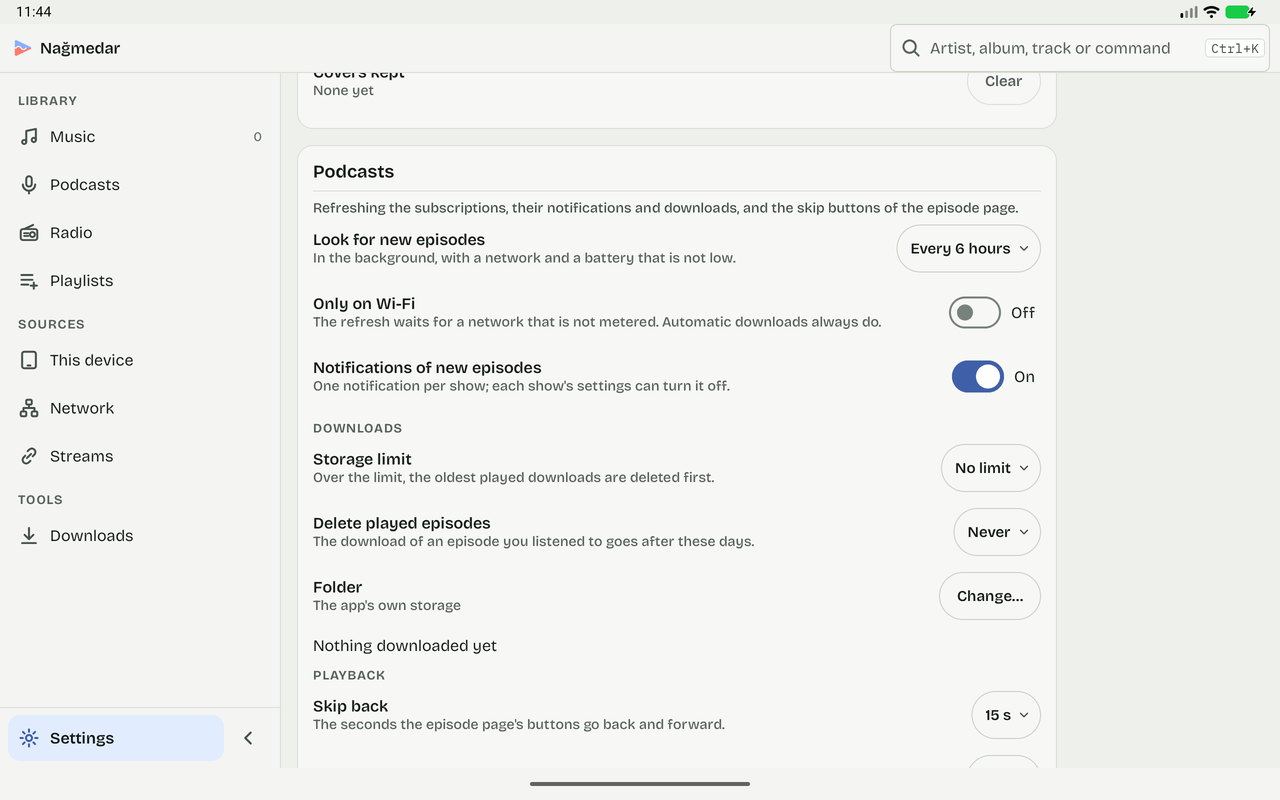 11:44
Nağmedar
Artist, album, track or command
Ctrl+K
LIBRARY
Music
0
Podcasts
Radio
Playlists
SOURCES
This device
Network
Streams
TOOLS
Downloads
Settings
Covers kept
None yet
Clear
Podcasts
Refreshing the subscriptions, their notifications and downloads, and the skip buttons of the episode page.
Look for new episodes
In the background, with a network and a battery that is not low.
Every 6 hours
Only on Wi-Fi
The refresh waits for a network that is not metered. Automatic downloads always do.
Off
Notifications of new episodes
One notification per show; each show's settings can turn it off.
On
DOWNLOADS
Storage limit
Over the limit, the oldest played downloads are deleted first.
No limit
Delete played episodes
The download of an episode you listened to goes after these days.
Never
Folder
The app's own storage
Change...
Nothing downloaded yet
PLAYBACK
Skip back
The seconds the episode page's buttons go back and forward.
15 s